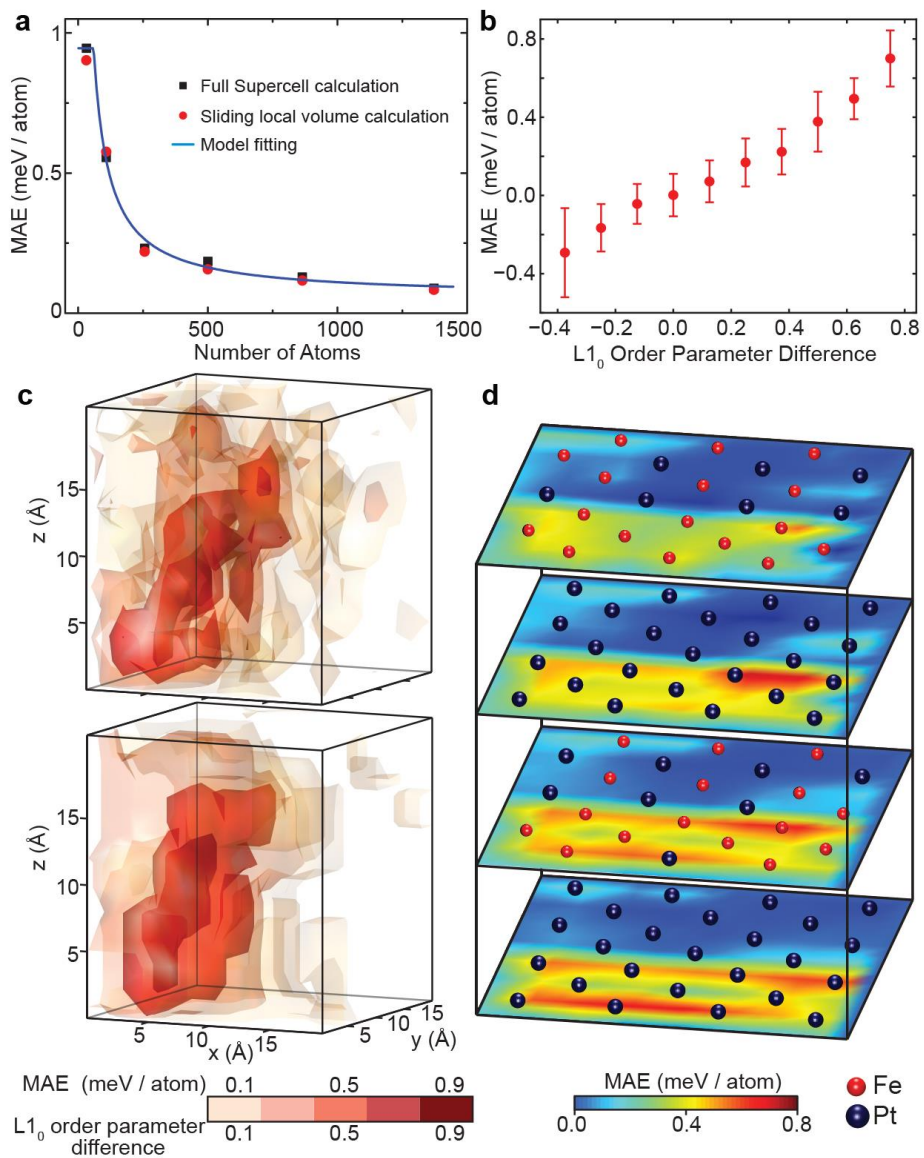 a
1
0.5
0
MAE (meV / atom)
0
500
1000
1500
Number of Atoms
Full Supercell calculation
Sliding local volume calculation
Model fitting
b
0.8
0.4
0.0
−0.4
MAE (meV / atom)
−0.4
−0.2
0.0
0.2
0.4
0.6
0.8
L1₀ Order Parameter Difference
c
z (Å)
15
10
5
z (Å)
15
10
5
5
10
15
x (Å)
5
10
15
y (Å)
MAE (meV / atom)
0.1 0.5 0.9
L1₀ order parameter
difference
0.1 0.5 0.9
d
MAE (meV / atom)
0.0 0.4 0.8
Fe
Pt